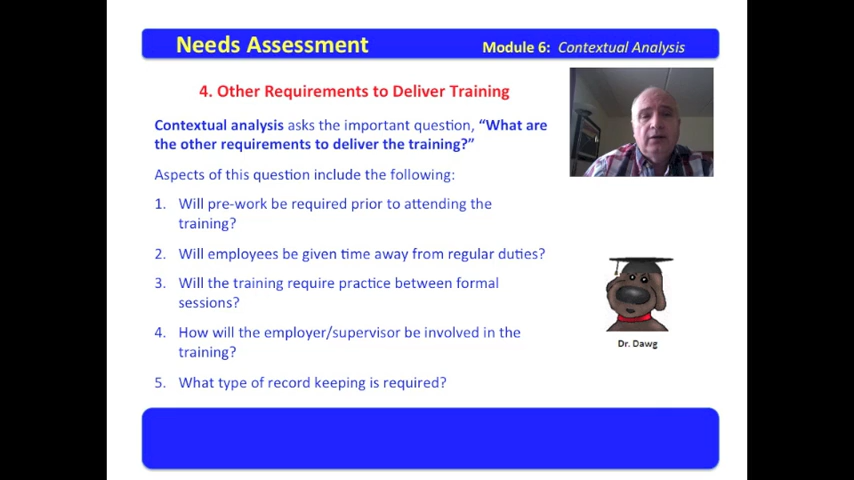 Needs Assessment
Module 6: Contextual Analysis
4. Other Requirements to Deliver Training
Contextual analysis asks the important question, “What are
the other requirements to deliver the training?”
Aspects of this question include the following:
1. Will pre-work be required prior to attending the
training?
2. Will employees be given time away from regular duties?
3. Will the training require practice between formal
sessions?
4. How will the employer/supervisor be involved in the
training?
5. What type of record keeping is required?
Dr. Dawg